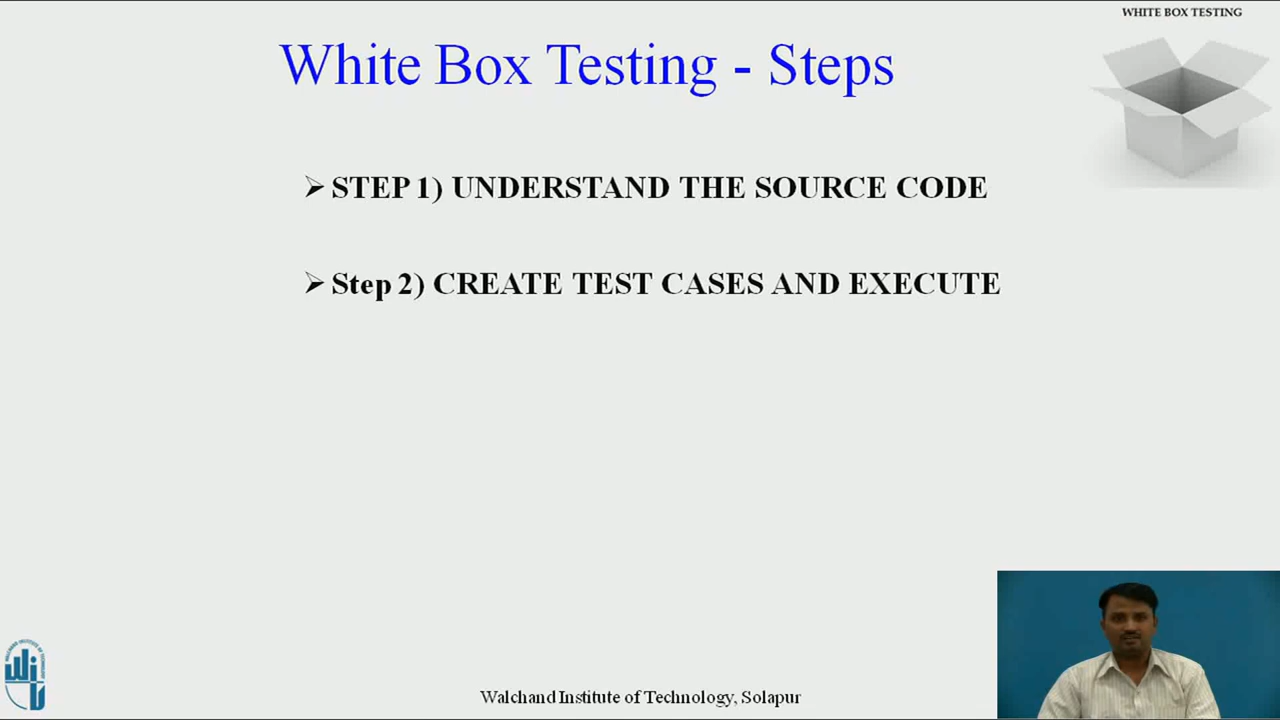 WHITE BOX TESTING
White Box Testing - Steps
STEP 1) UNDERSTAND THE SOURCE CODE
Step 2) CREATE TEST CASES AND EXECUTE
Walchand Institute of Technology, Solapur